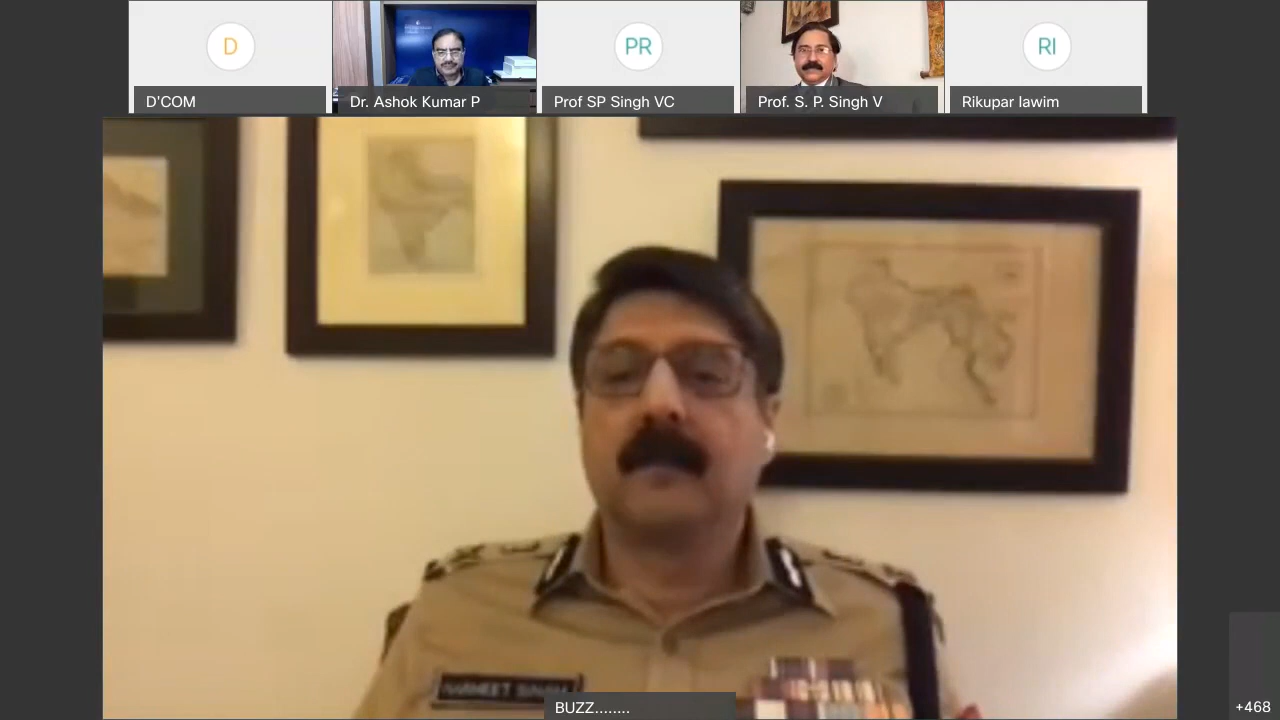 D
PR
RI
D'COM
Dr. Ashok Kumar P
Prof SP Singh VC
Prof. S. P. Singh V
Rikupar lawim
BUZZ........
+468